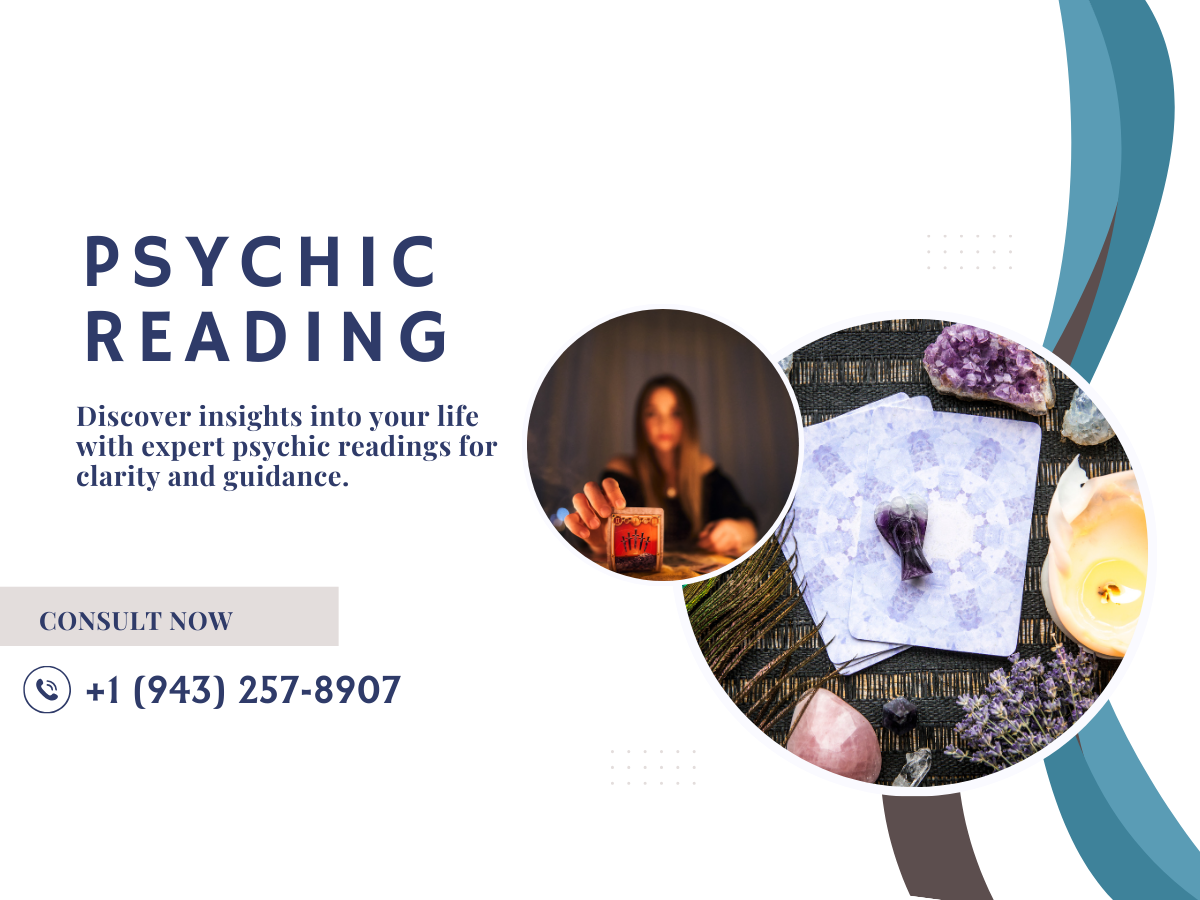 PSYCHIC
READING
Discover insights into your life
with expert psychic readings for
clarity and guidance.
CONSULT NOW
+1 (943) 257-8907